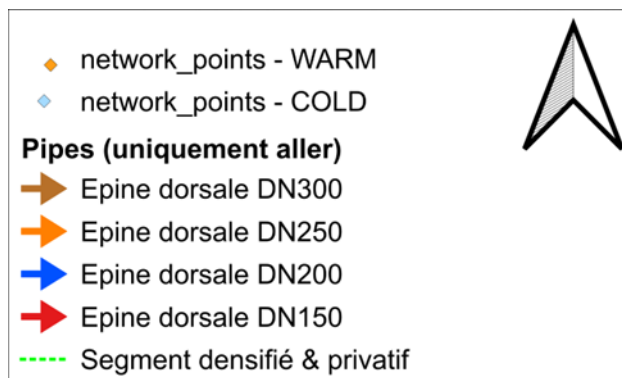 network_points - WARM
network_points - COLD
Pipes (uniquement aller)
Epine dorsale DN300
Epine dorsale DN250
Epine dorsale DN200
Epine dorsale DN150
Segment densifié & privatif